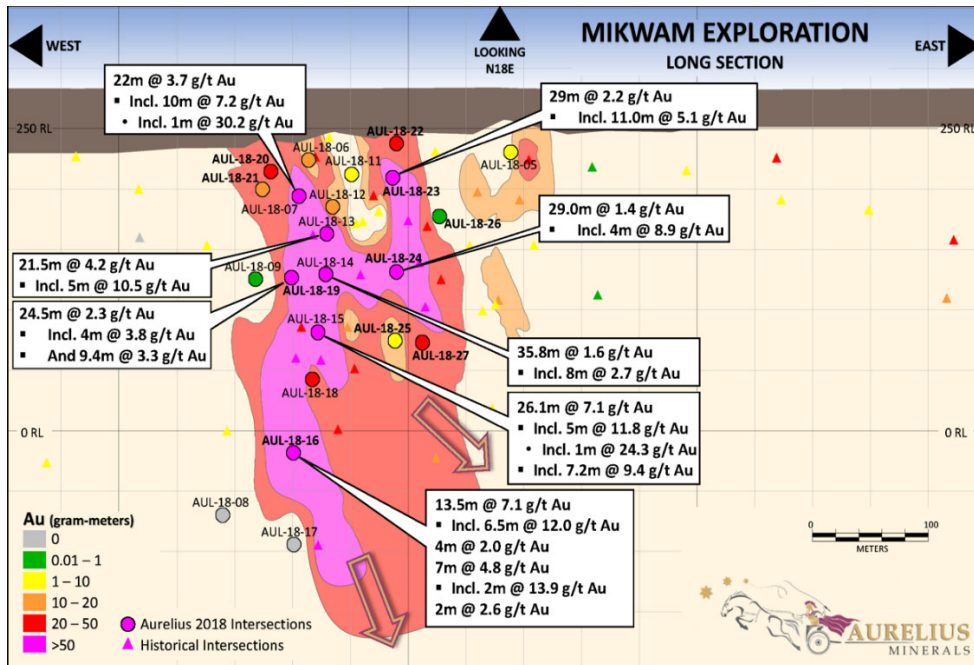 MIKWAM EXPLORATION
LONG SECTION
WEST
LOOKING
N18E
EAST
22m @ 3.7 g/t Au
▪ Incl. 10m @ 7.2 g/t Au
• Incl. 1m @ 30.2 g/t Au
29m @ 2.2 g/t Au
▪ Incl. 11.0m @ 5.1 g/t Au
250 RL
250 RL
AUL-18-22
AUL-18-06
AUL-18-11
AUL-18-05
AUL-18-20
AUL-18-21
AUL-18-07
AUL-18-12
AUL-18-23
AUL-18-13
AUL-18-26
29.0m @ 1.4 g/t Au
▪ Incl. 4m @ 8.9 g/t Au
21.5m @ 4.2 g/t Au
▪ Incl. 5m @ 10.5 g/t Au
AUL-18-09
AUL-18-14
AUL-18-24
AUL-18-19
24.5m @ 2.3 g/t Au
▪ Incl. 4m @ 3.8 g/t Au
▪ And 9.4m @ 3.3 g/t Au
AUL-18-15
AUL-18-25
AUL-18-27
35.8m @ 1.6 g/t Au
▪ Incl. 8m @ 2.7 g/t Au
AUL-18-18
26.1m @ 7.1 g/t Au
▪ Incl. 5m @ 11.8 g/t Au
• Incl. 1m @ 24.3 g/t Au
▪ Incl. 7.2m @ 9.4 g/t Au
0 RL
0 RL
AUL-18-16
13.5m @ 7.1 g/t Au
▪ Incl. 6.5m @ 12.0 g/t Au
4m @ 2.0 g/t Au
7m @ 4.8 g/t Au
▪ Incl. 2m @ 13.9 g/t Au
2m @ 2.6 g/t Au
AUL-18-08
AUL-18-17
Au (gram-meters)
0
0.01 – 1
1 – 10
10 – 20
20 – 50
>50
Aurelius 2018 Intersections
Historical Intersections
0 100
METERS
AURELIUS
MINERALS